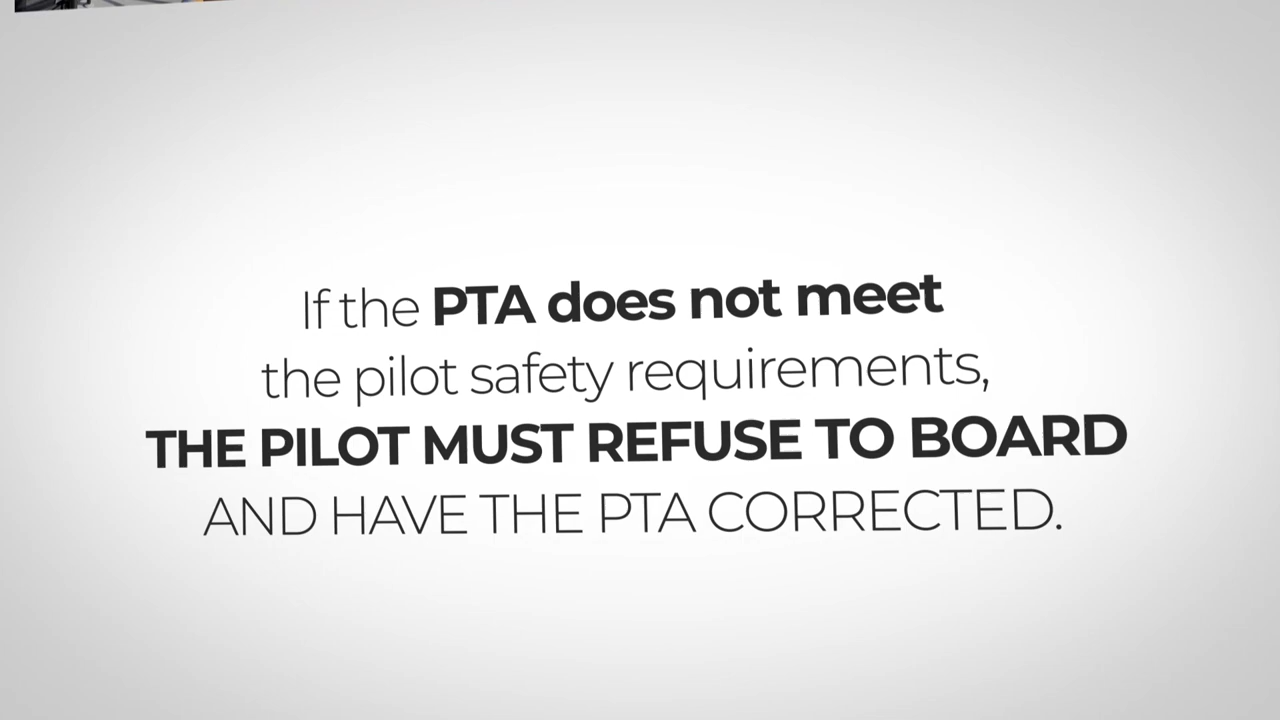 If the PTA does not meet
the pilot safety requirements,
THE PILOT MUST REFUSE TO BOARD
AND HAVE THE PTA CORRECTED.